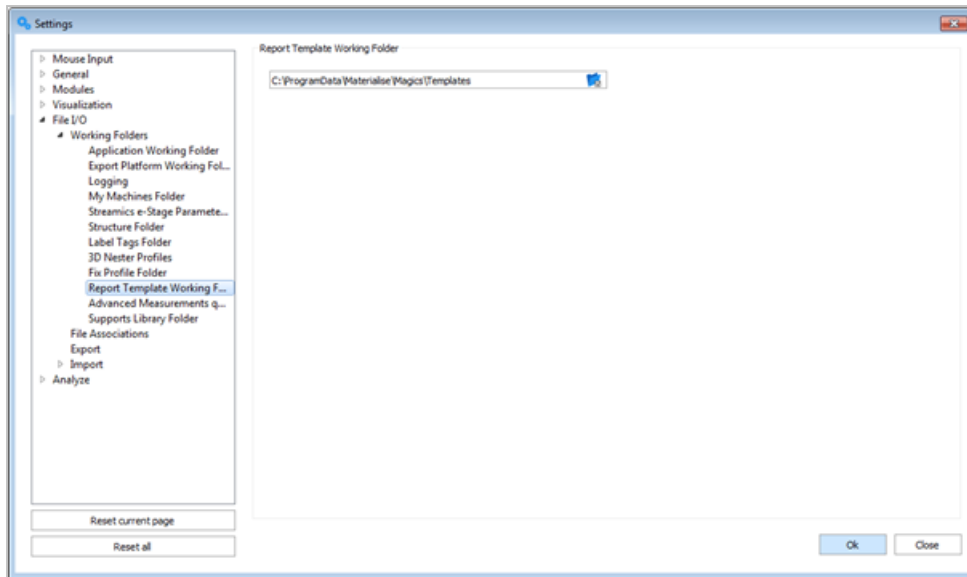 Settings
Report Template Working Folder
C:\ProgramData\Materialise\Magics\Templates
Mouse Input
General
Modules
Visualization
File I/O
Working Folders
Application Working Folder
Export Platform Working Fol...
Logging
My Machines Folder
Streamics e-Stage Paramete...
Structure Folder
Label Tags Folder
3D Nester Profiles
Fix Profile Folder
Report Template Working F...
Advanced Measurements q...
Supports Library Folder
File Associations
Export
Import
Analyze
Reset current page
Reset all
Ok
Close